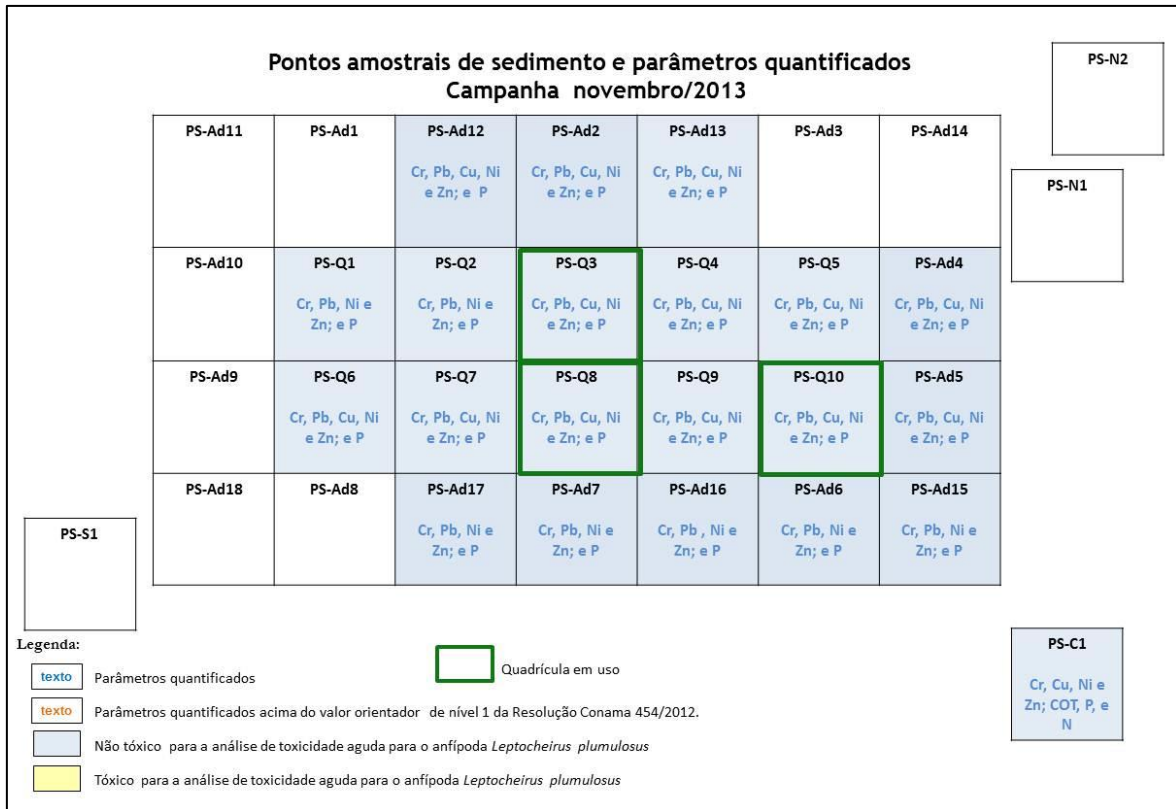 Pontos amostrais de sedimento e parâmetros quantificados
Campanha novembro/2013
PS-N2
PS-N1
PS-Ad11
PS-Ad1
PS-Ad12
Cr, Pb, Cu, Ni
e Zn; e P
PS-Ad2
Cr, Pb, Cu, Ni
e Zn; e P
PS-Ad13
Cr, Pb, Cu, Ni
e Zn; e P
PS-Ad3
PS-Ad14
PS-Ad10
PS-Q1
Cr, Pb, Ni e
Zn; e P
PS-Q2
Cr, Pb, Ni e
Zn; e P
PS-Q3
Cr, Pb, Cu, Ni
e Zn; e P
PS-Q4
Cr, Pb, Cu, Ni
e Zn; e P
PS-Q5
Cr, Pb, Cu, Ni
e Zn; e P
PS-Ad4
Cr, Pb, Cu, Ni
e Zn; e P
PS-Ad9
PS-Q6
Cr, Pb, Cu, Ni
e Zn; e P
PS-Q7
Cr, Pb, Cu, Ni
e Zn; e P
PS-Q8
Cr, Pb, Cu, Ni
e Zn; e P
PS-Q9
Cr, Pb, Cu, Ni
e Zn; e P
PS-Q10
Cr, Pb, Cu, Ni
e Zn; e P
PS-Ad5
Cr, Pb, Cu, Ni
e Zn; e P
PS-Ad18
PS-Ad8
PS-Ad17
Cr, Pb, Ni e
Zn; e P
PS-Ad7
Cr, Pb, Ni e
Zn; e P
PS-Ad16
Cr, Pb , Ni e
Zn; e P
PS-Ad6
Cr, Pb, Ni e
Zn; e P
PS-Ad15
Cr, Pb, Ni e
Zn; e P
PS-S1
PS-C1
Cr, Cu, Ni e
Zn; COT, P, e
N
Legenda:
texto Parâmetros quantificados
Quadrícula em uso
texto Parâmetros quantificados acima do valor orientador de nível 1 da Resolução Conama 454/2012.
Não tóxico para a análise de toxicidade aguda para o anfípoda Leptocheirus plumulosus
Tóxico para a análise de toxicidade aguda para o anfípoda Leptocheirus plumulosus